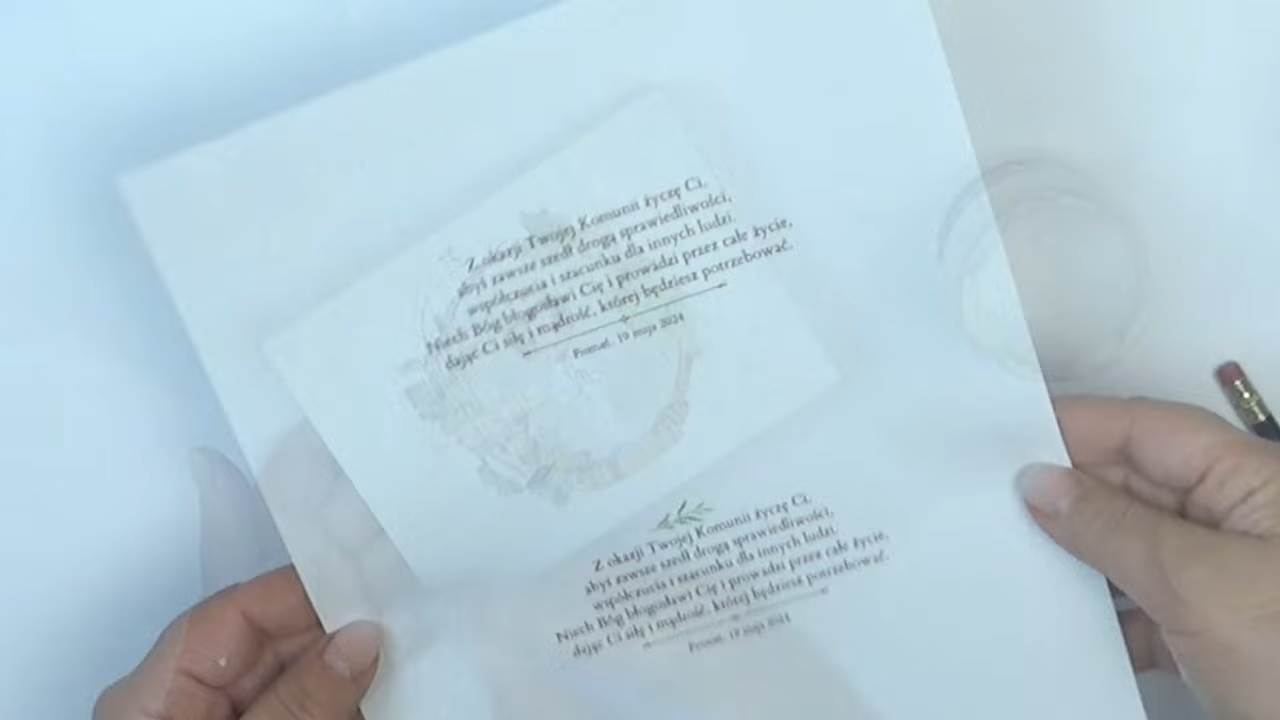 Z okazji Twojej Komunii życzę Ci,
abyś zawsze szedł drogą sprawiedliwości,
współczucia i szacunku dla innych ludzi.
Niech Bóg błogosławi Cię i prowadzi przez całe życie,
dając Ci siłę i mądrość, której będziesz potrzebować.
Poznań, 19 maja 2024
Z okazji Twojej Komunii życzę Ci,
abyś zawsze szedł drogą sprawiedliwości,
współczucia i szacunku dla innych ludzi.
Niech Bóg błogosławi Cię i prowadzi przez całe życie,
dając Ci siłę i mądrość, której będziesz potrzebować.
Poznań, 19 maja 2024